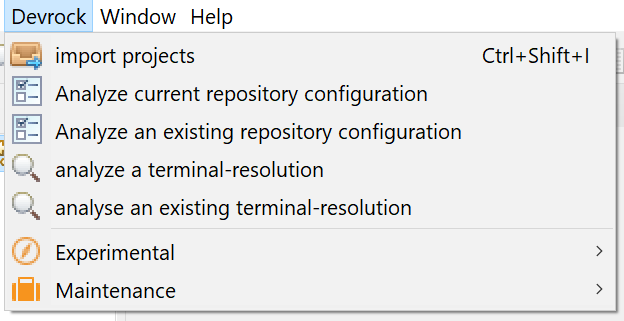 Devrock Window Help
import projects Ctrl+Shift+I
Analyze current repository configuration
Analyze an existing repository configuration
analyze a terminal-resolution
analyse an existing terminal-resolution
Experimental
Maintenance